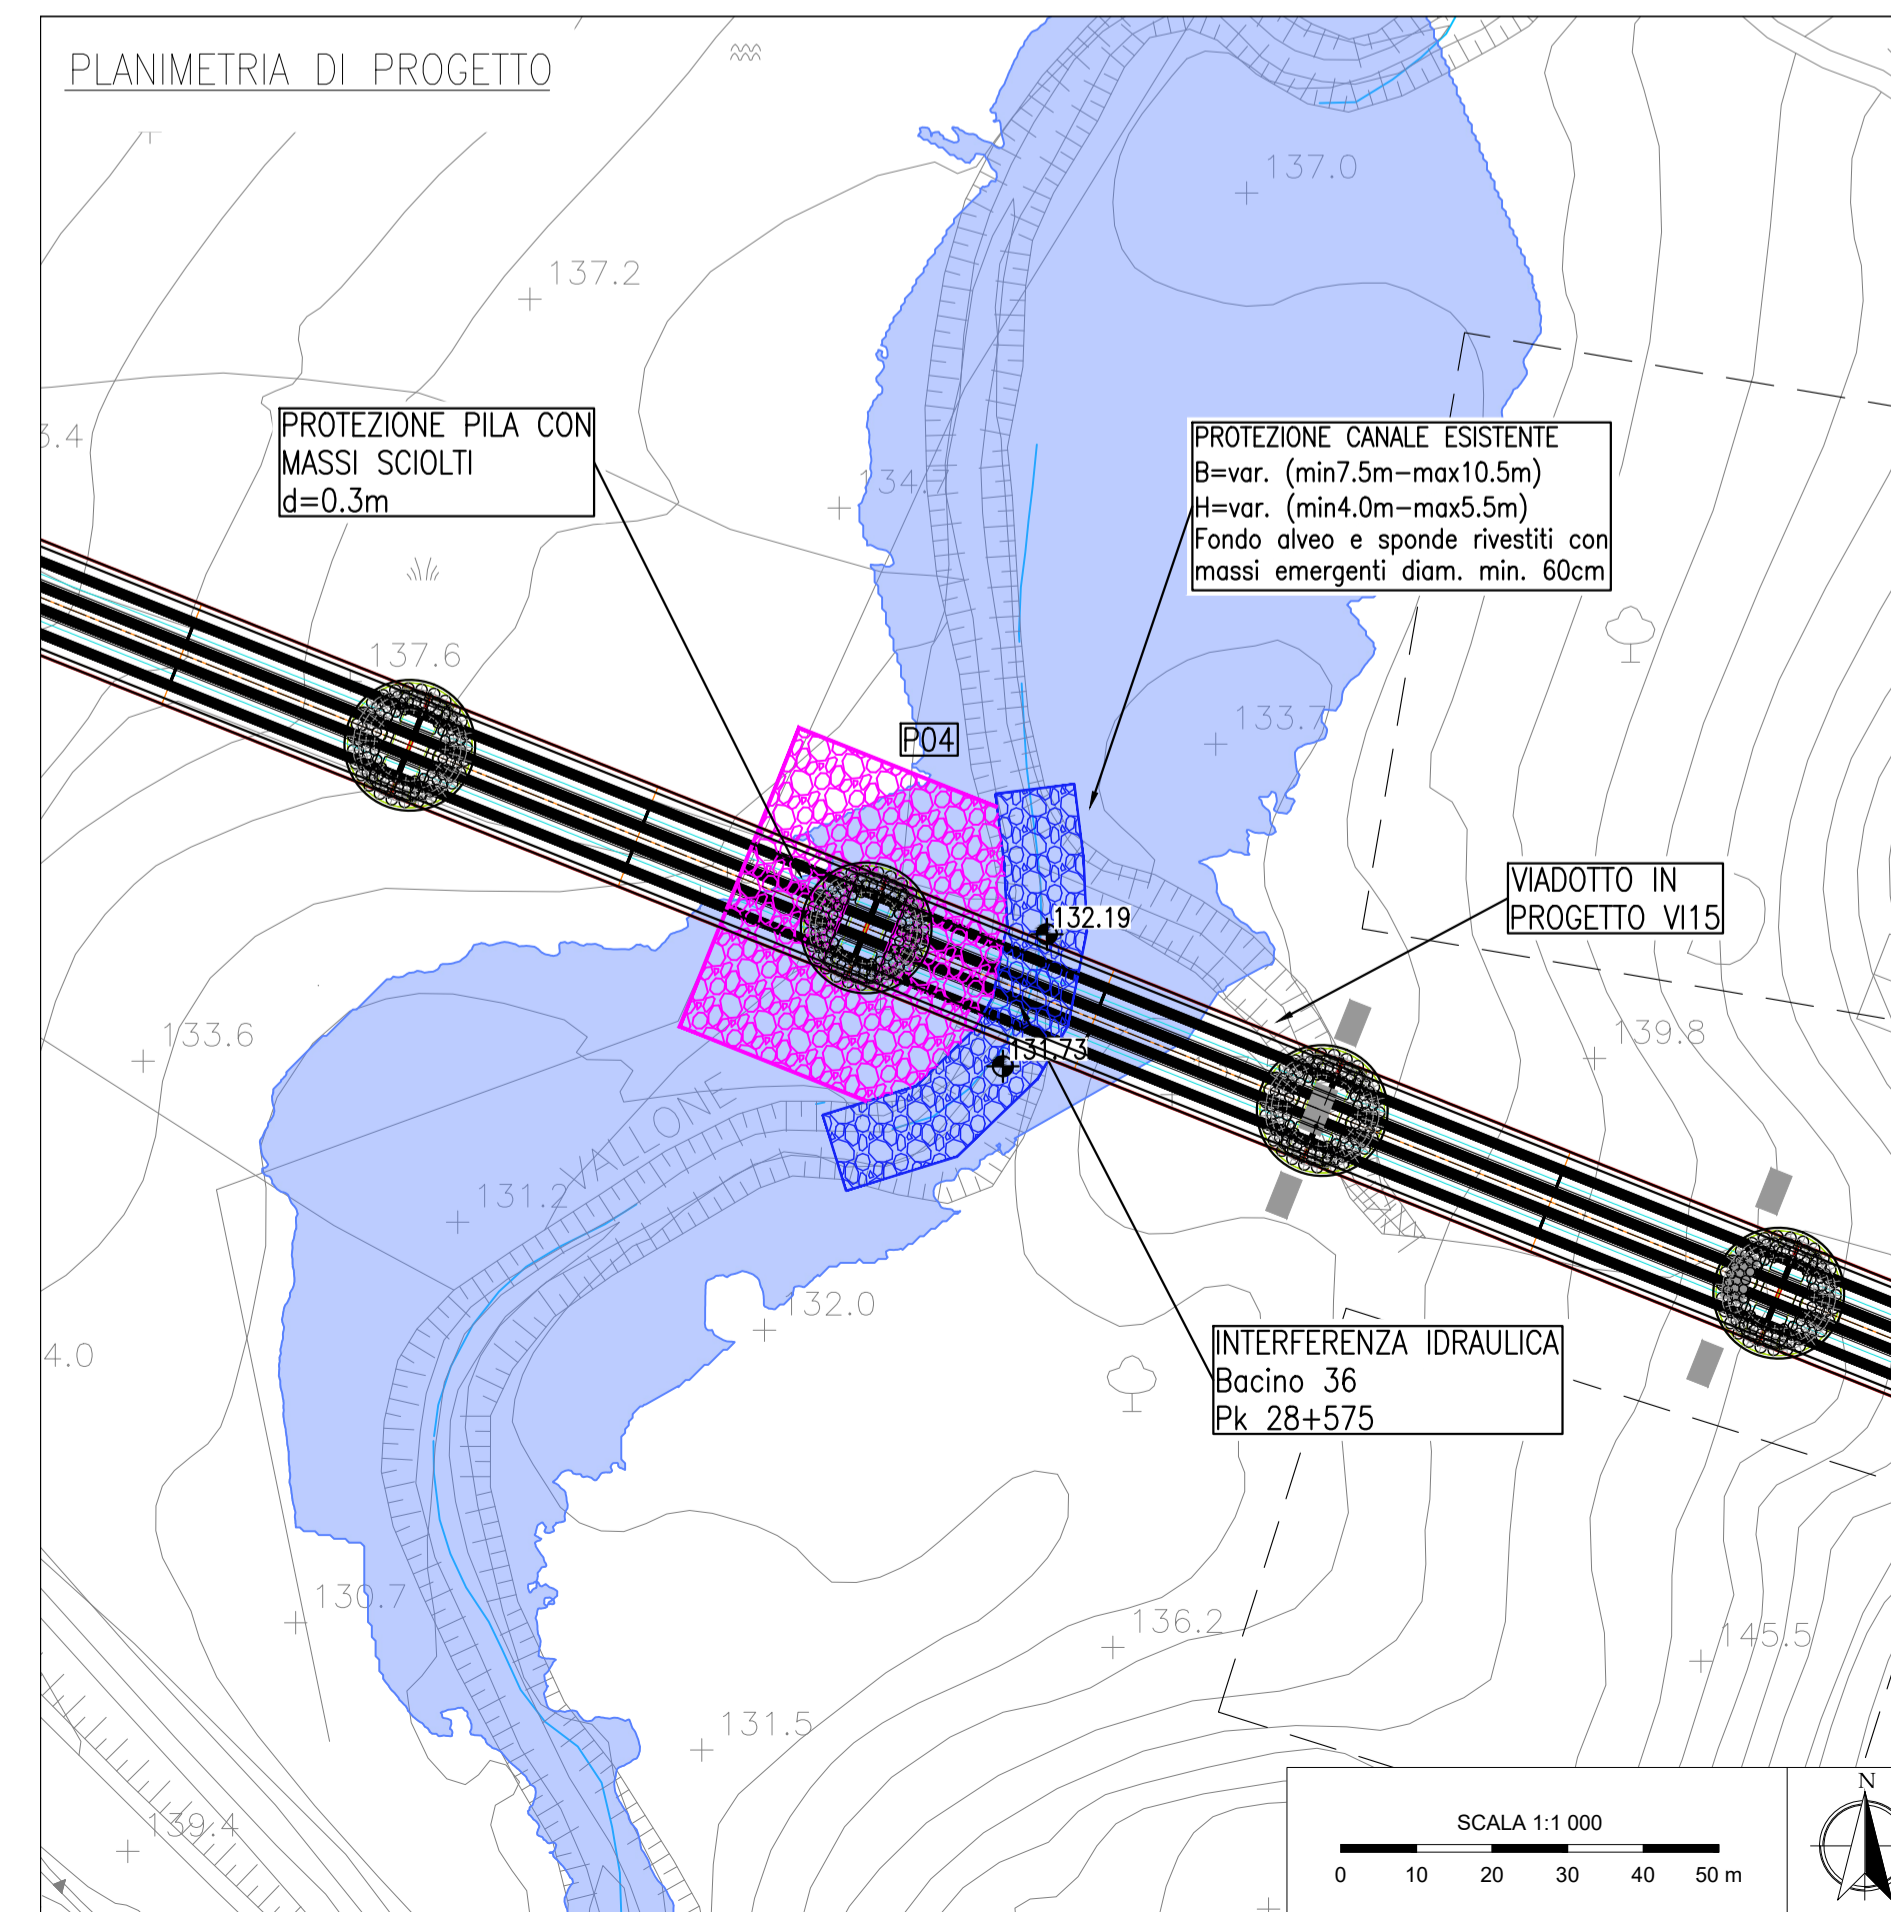 PLANIMETRIA DI PROGETTO
137.0
137.2
PROTEZIONE PILA CON
MASSI SCIOLTI
d=0.3m
3.4
134.7
PROTEZIONE CANALE ESISTENTE
B=var. (min7.5m-max10.5m)
H=var. (min4.0m-max5.5m)
Fondo alveo e sponde rivestiti con
massi emergenti diam. min. 60cm
137.6
P04
133.7
VIADOTTO IN
PROGETTO VI15
132.19
131.73
133.6
139.8
VALLONE
131.2
132.0
4.0
INTERFERENZA IDRAULICA
Bacino 36
Pk 28+575
130.7
136.2
145.5
131.5
139.4
SCALA 1:1 000
0 10 20 30 40 50 m
N